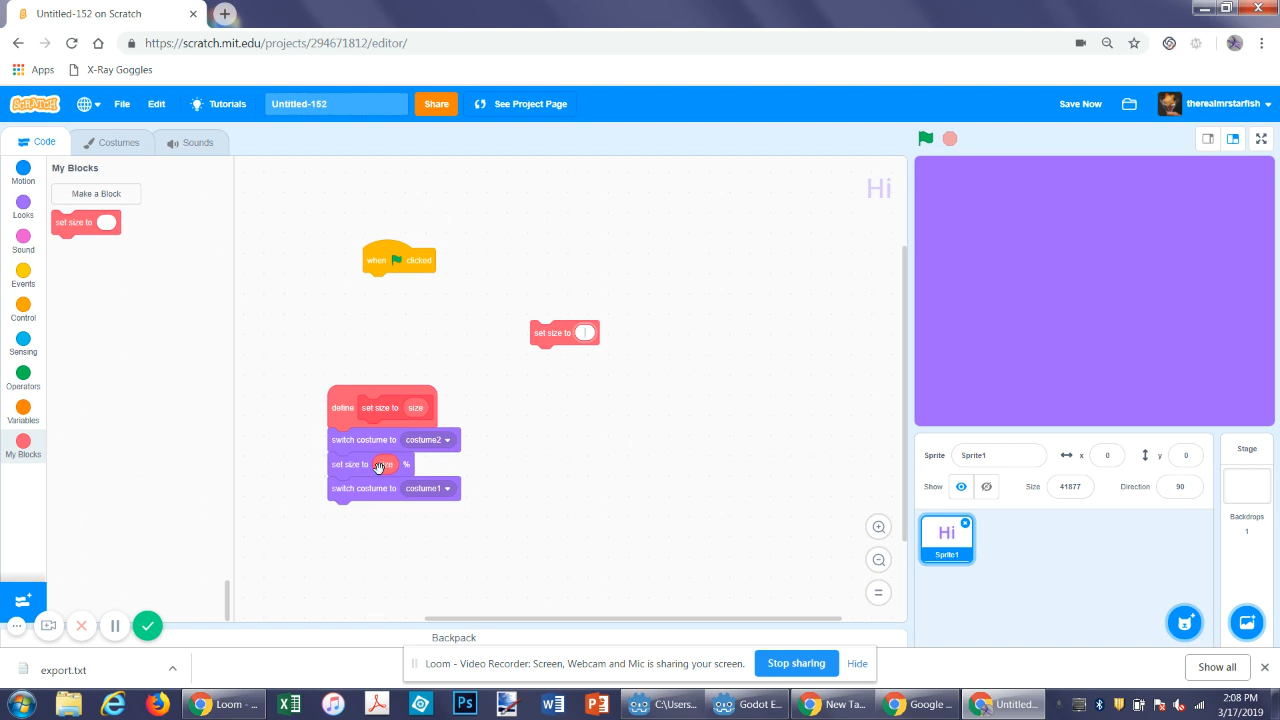 Untitled-152 on Scratch
https://scratch.mit.edu/projects/294671812/editor/
Apps
X-Ray Goggles
SCRATCH
File
Edit
Tutorials
Untitled-152
Share
See Project Page
Save Now
therealmrstarfish
Code
Costumes
Sounds
Motion
Looks
Sound
Events
Control
Sensing
Operators
Variables
My Blocks
My Blocks
Make a Block
set size to
Hi
when clicked
set size to
define set size to size
switch costume to costume2
set size to %
switch costume to costume1
Sprite
Sprite1
x
0
y
0
Show
Size
41877
Direction
90
Hi
Sprite1
Stage
Backdrops
1
Backpack
export.txt
Loom - Video Recorder: Screen, Webcam and Mic is sharing your screen.
Stop sharing
Hide
Show all
Loom - ...
C:\Users...
Godot E...
New Ta...
Google ...
Untitled...
2:08 PM
3/17/2019